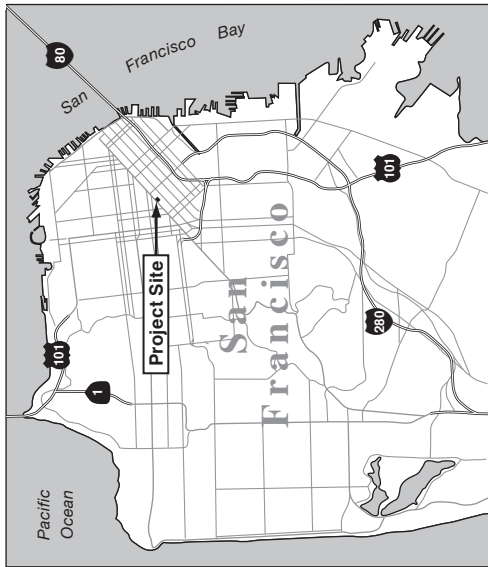 Pacific
Ocean
San Francisco Bay
80
101
1
Project Site
San
Francisco
101
280